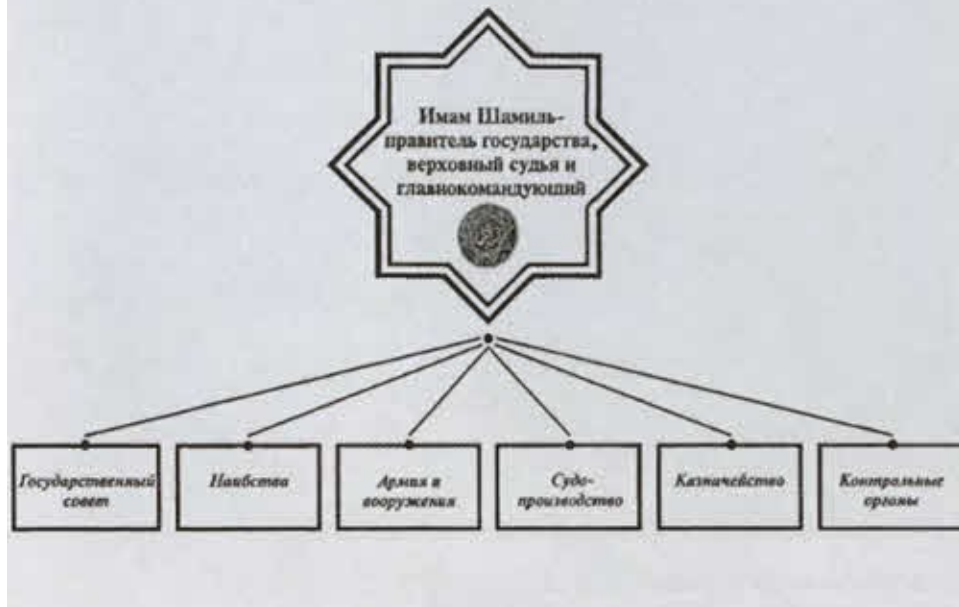 Имам Шамиль-
правитель государства,
верховный судья и
главнокомандующий
Государственный
совет
Наибства
Армия и
вооружения
Судо-
производство
Казначейство
Контрольные
органы